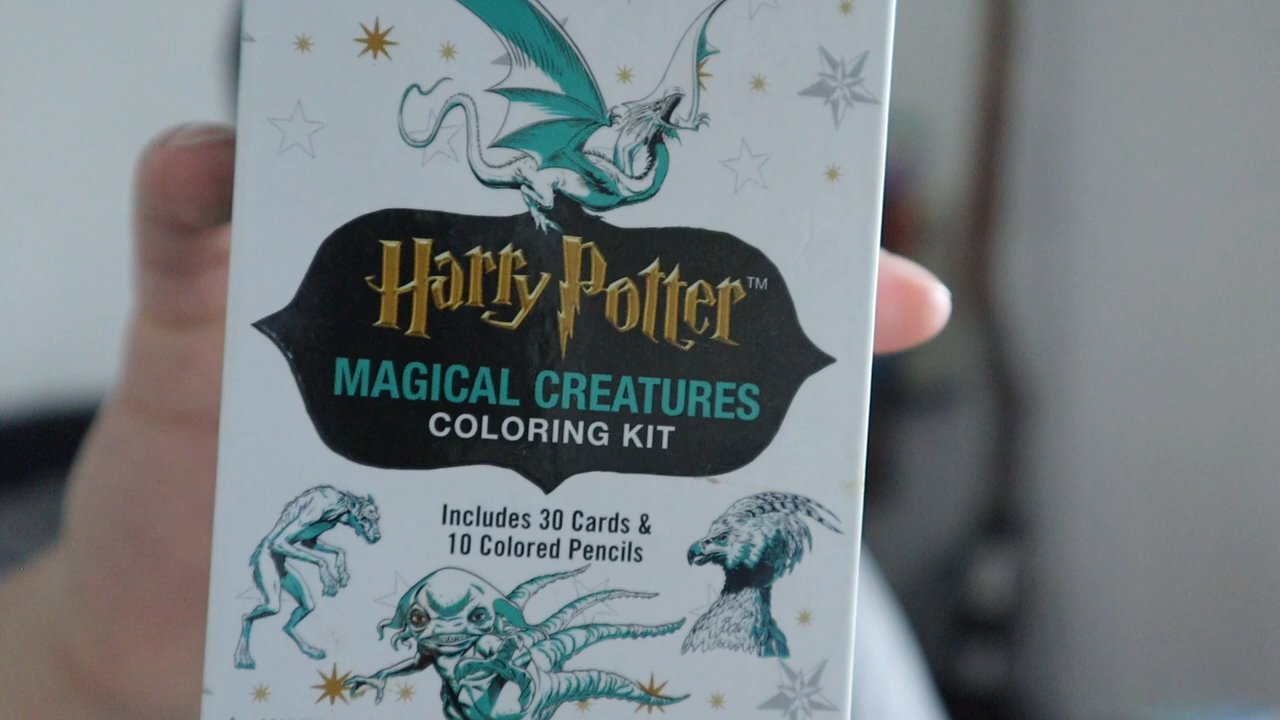 Harry Potter™
MAGICAL CREATURES
COLORING KIT
Includes 30 Cards &
10 Colored Pencils